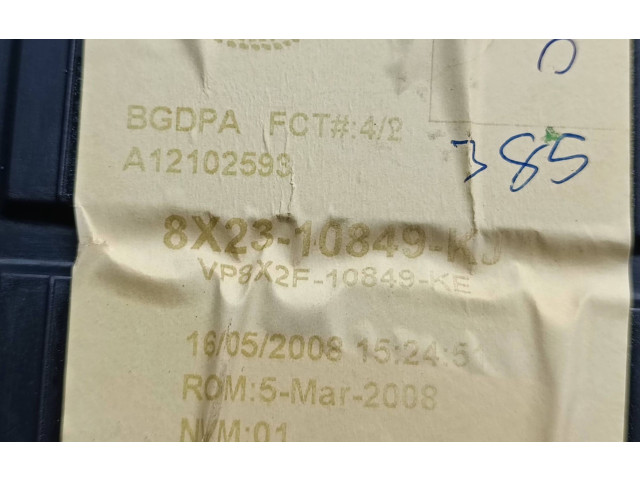 BGDPA FCT#:4/2
A12102593
385
8X23-10849-KJ
VP8X2F-10849-KE
16/05/2008 15:24:5
ROM:5-Mar-2008
NVM:01